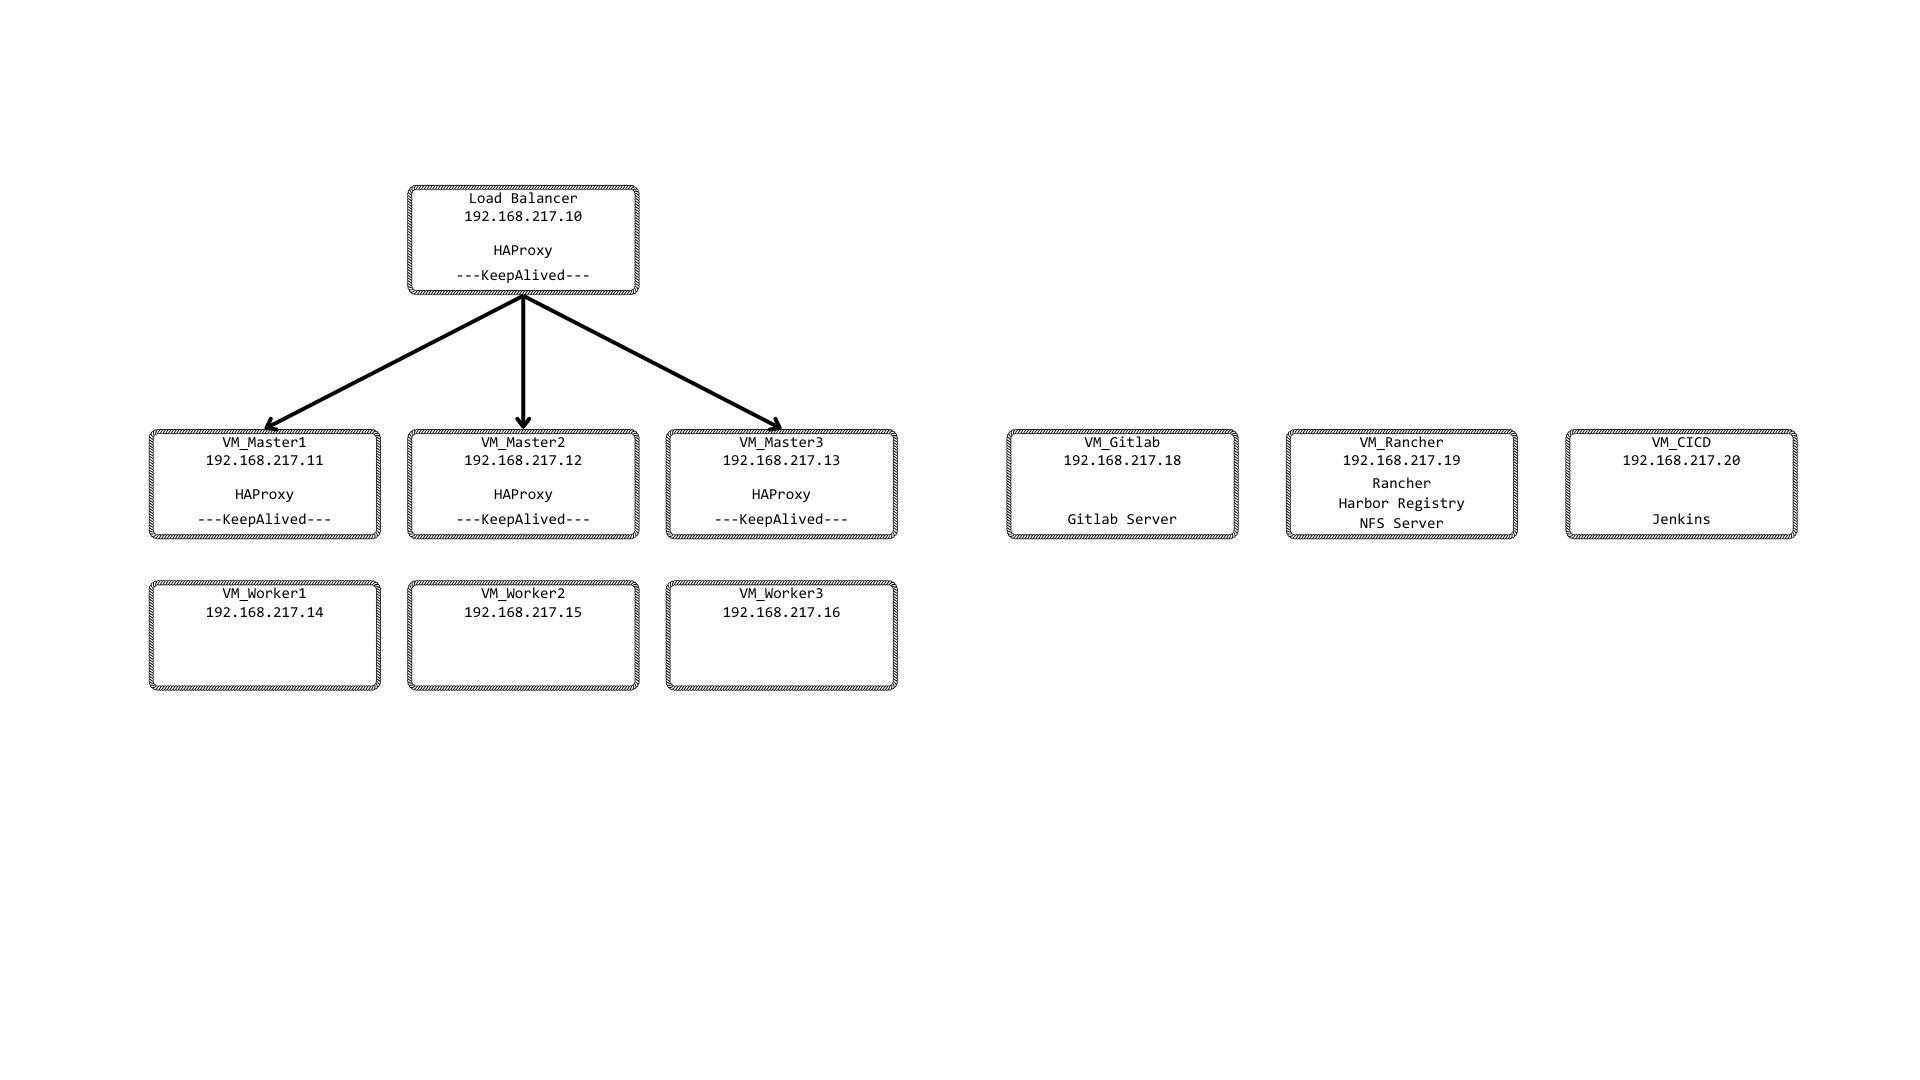 Load Balancer
192.168.217.10
HAProxy
---KeepAlived---
VM_Master1
192.168.217.11
HAProxy
---KeepAlived---
VM_Master2
192.168.217.12
HAProxy
---KeepAlived---
VM_Master3
192.168.217.13
HAProxy
---KeepAlived---
VM_Gitlab
192.168.217.18
Gitlab Server
VM_Rancher
192.168.217.19
Rancher
Harbor Registry
NFS Server
VM_CICD
192.168.217.20
Jenkins
VM_Worker1
192.168.217.14
VM_Worker2
192.168.217.15
VM_Worker3
192.168.217.16